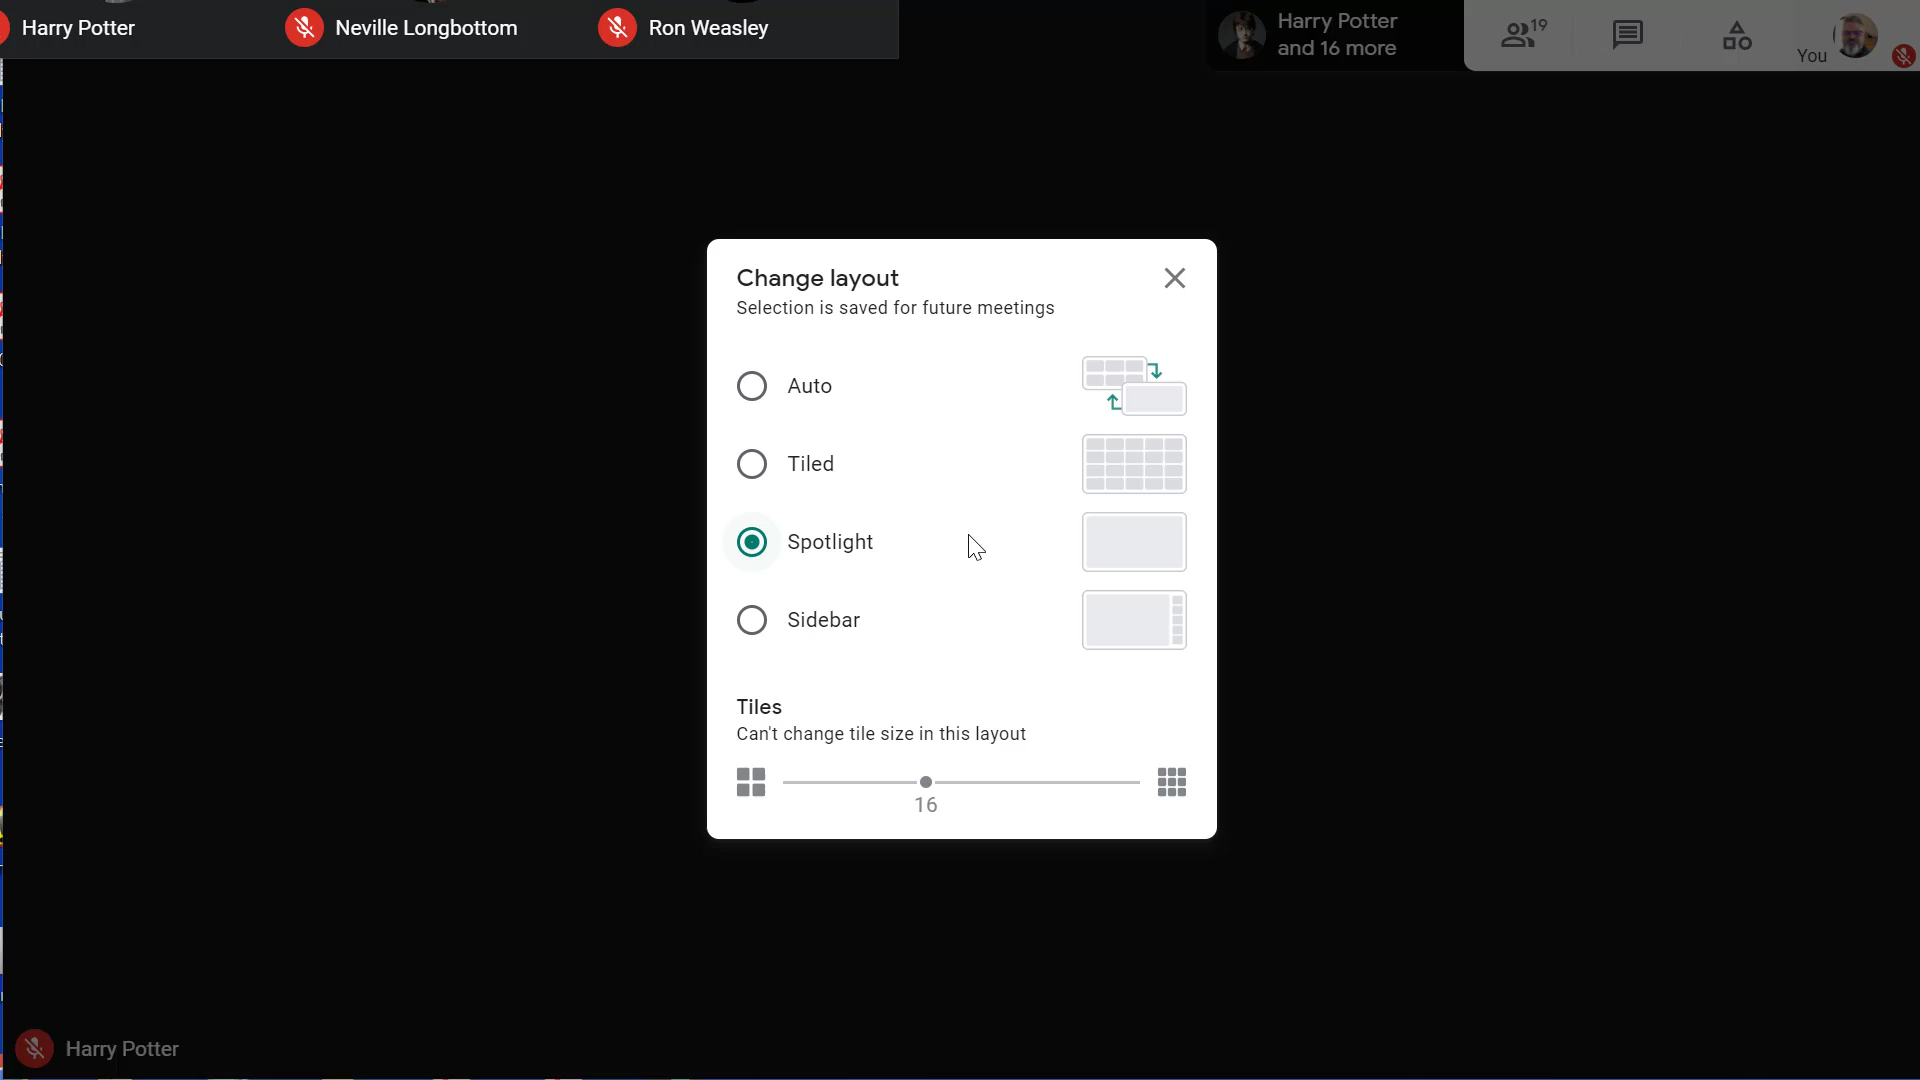 Harry Potter
Neville Longbottom
Ron Weasley
Harry Potter
and 16 more
19
You
Change layout
Selection is saved for future meetings
Auto
Tiled
Spotlight
Sidebar
Tiles
Can't change tile size in this layout
16
Harry Potter